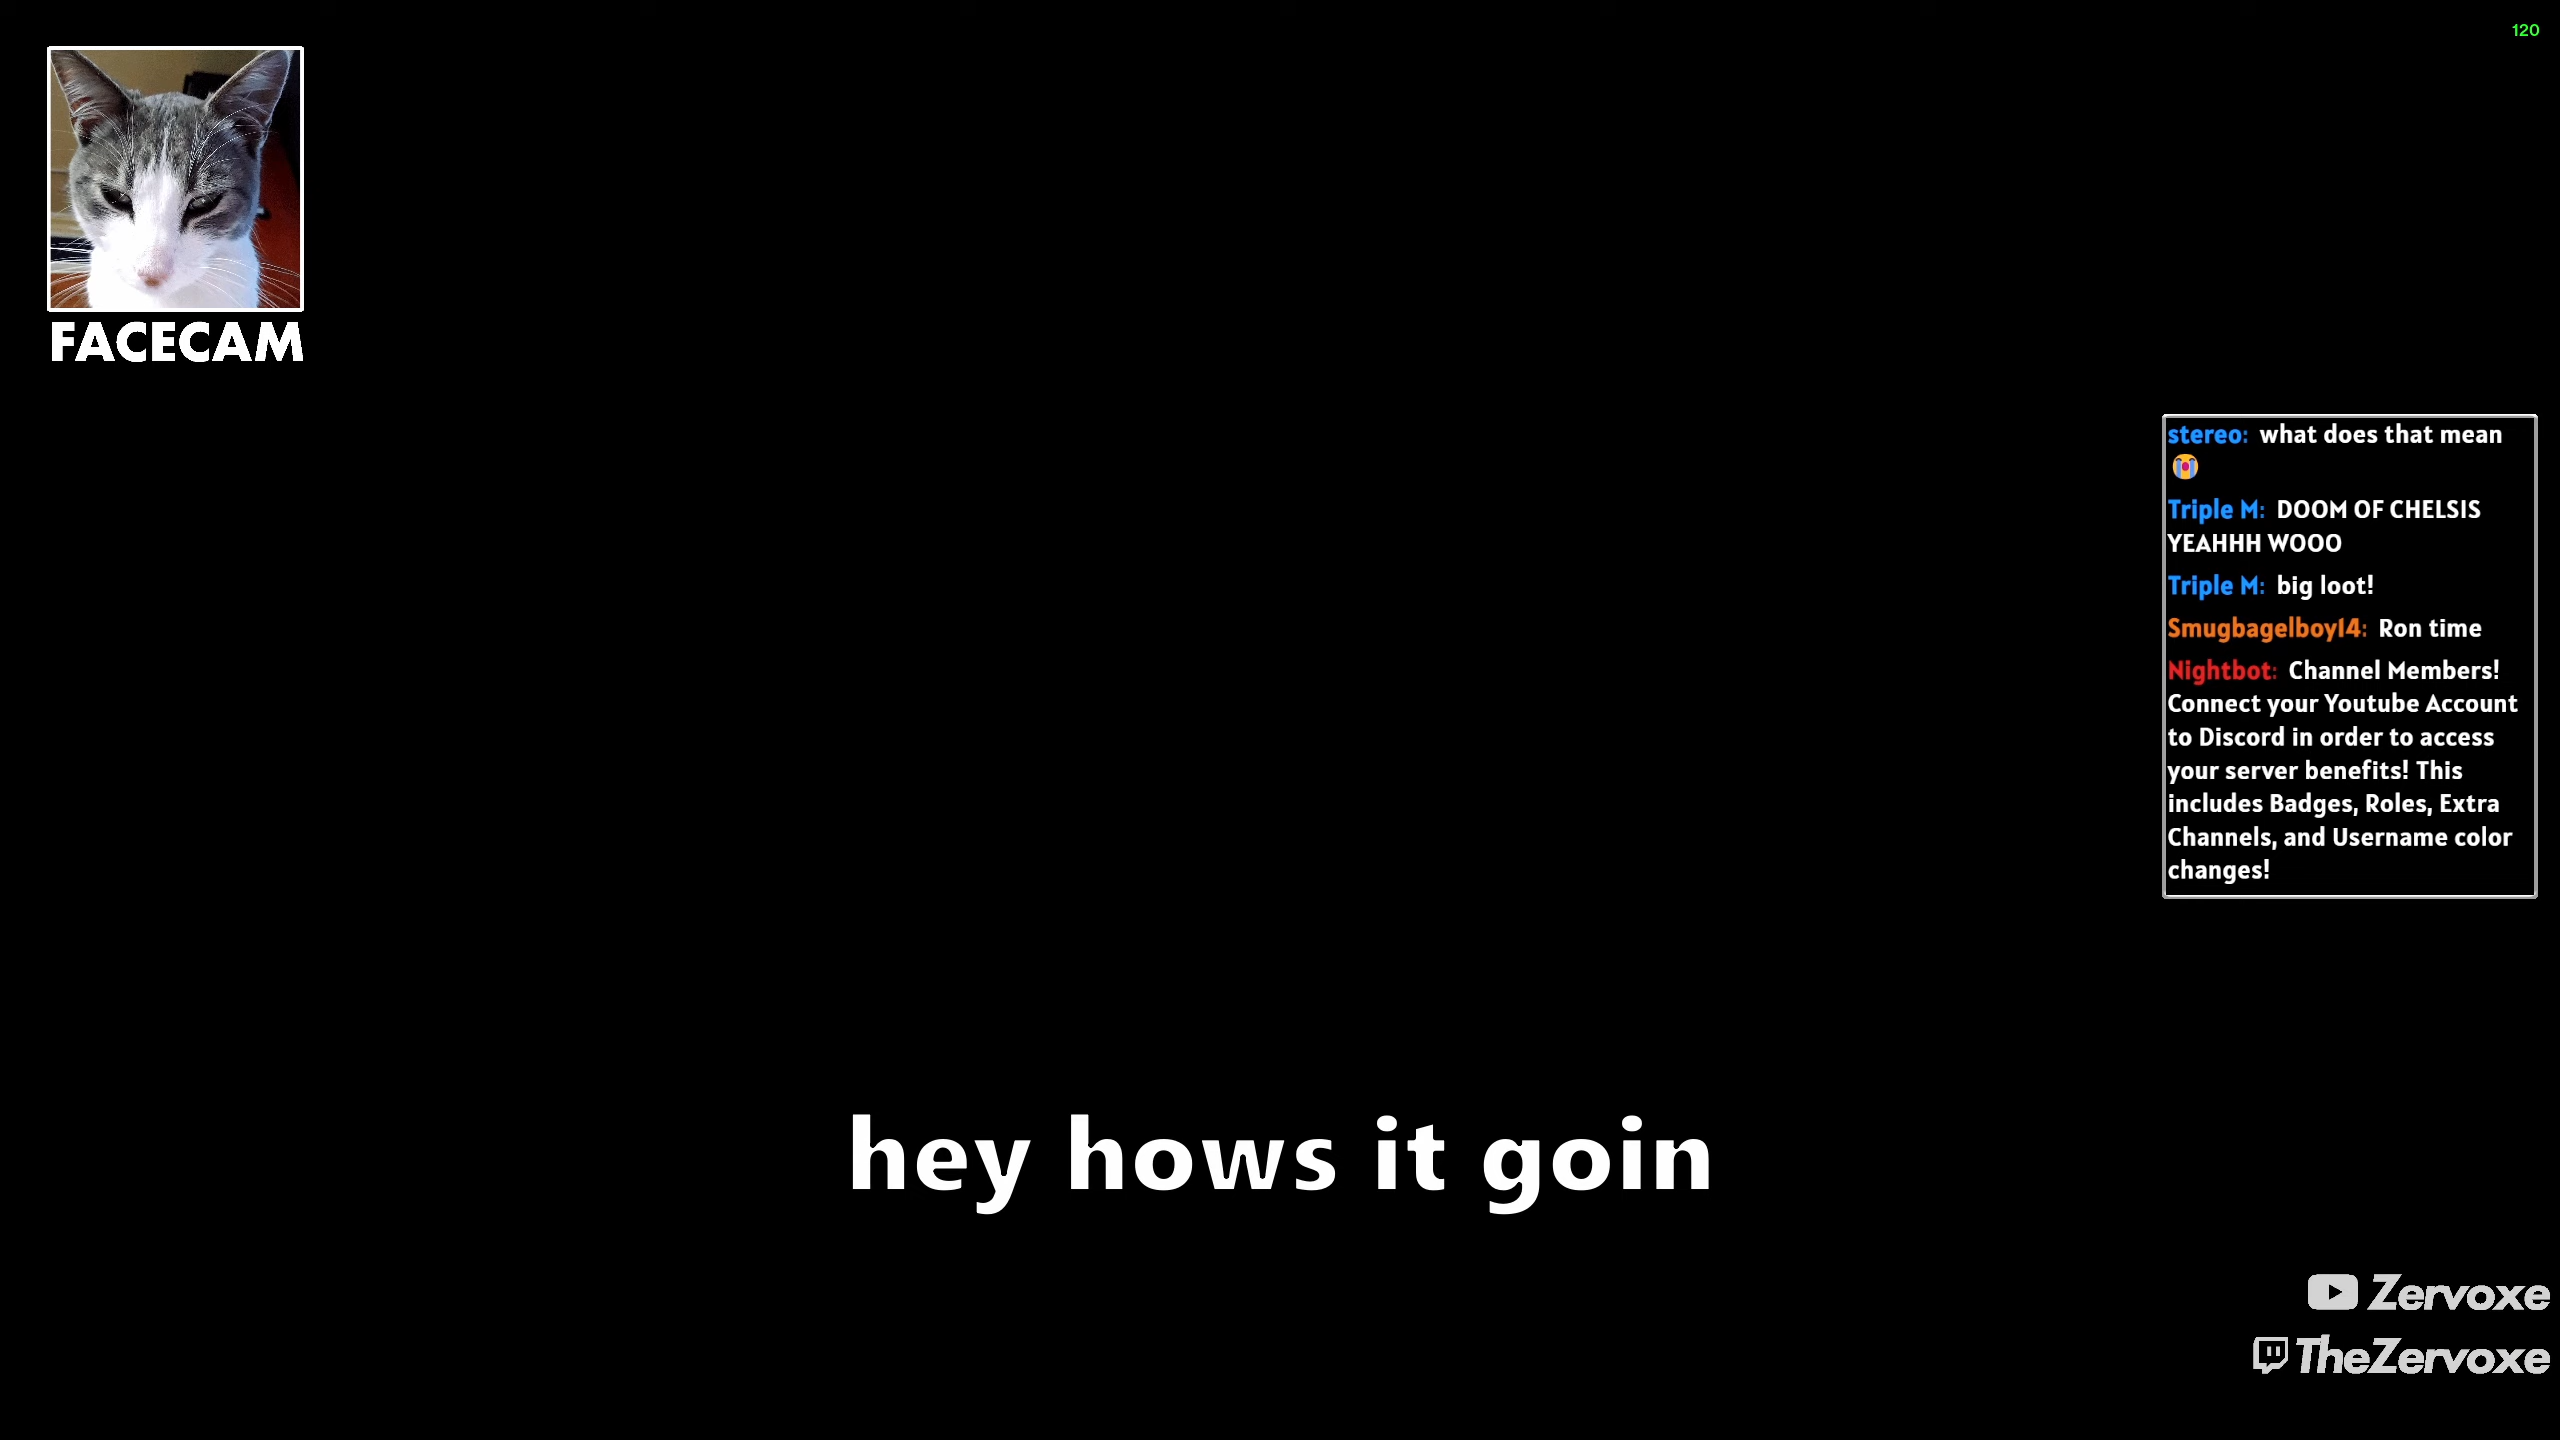 120
FACECAM
stereo: what does that mean
😭
Triple M: DOOM OF CHELSIS
YEAHHH WOOO
Triple M: big loot!
Smugbagelboy14: Ron time
Nightbot: Channel Members!
Connect your Youtube Account
to Discord in order to access
your server benefits! This
includes Badges, Roles, Extra
Channels, and Username color
changes!
hey hows it goin
Zervoxe
TheZervoxe